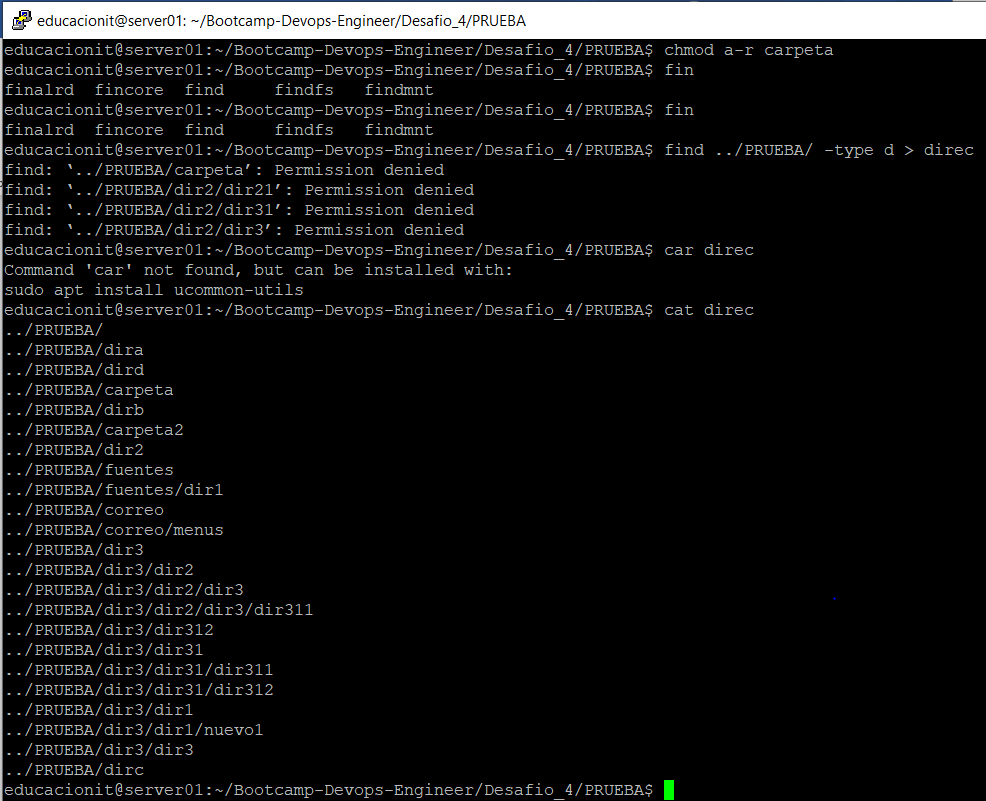 educacionit@server01: ~/Bootcamp-Devops-Engineer/Desafio_4/PRUEBA
educacionit@server01:~/Bootcamp-Devops-Engineer/Desafio_4/PRUEBA$ chmod a-r carpeta
educacionit@server01:~/Bootcamp-Devops-Engineer/Desafio_4/PRUEBA$ fin
finalrd  fincore  find     findfs   findmnt
educacionit@server01:~/Bootcamp-Devops-Engineer/Desafio_4/PRUEBA$ fin
finalrd  fincore  find     findfs   findmnt
educacionit@server01:~/Bootcamp-Devops-Engineer/Desafio_4/PRUEBA$ find ../PRUEBA/ -type d > direc
find: ‘../PRUEBA/carpeta’: Permission denied
find: ‘../PRUEBA/dir2/dir21’: Permission denied
find: ‘../PRUEBA/dir2/dir31’: Permission denied
find: ‘../PRUEBA/dir2/dir3’: Permission denied
educacionit@server01:~/Bootcamp-Devops-Engineer/Desafio_4/PRUEBA$ car direc
Command 'car' not found, but can be installed with:
sudo apt install ucommon-utils
educacionit@server01:~/Bootcamp-Devops-Engineer/Desafio_4/PRUEBA$ cat direc
../PRUEBA/
../PRUEBA/dira
../PRUEBA/dird
../PRUEBA/carpeta
../PRUEBA/dirb
../PRUEBA/carpeta2
../PRUEBA/dir2
../PRUEBA/fuentes
../PRUEBA/fuentes/dir1
../PRUEBA/correo
../PRUEBA/correo/menus
../PRUEBA/dir3
../PRUEBA/dir3/dir2
../PRUEBA/dir3/dir2/dir3
../PRUEBA/dir3/dir2/dir3/dir311
../PRUEBA/dir3/dir312
../PRUEBA/dir3/dir31
../PRUEBA/dir3/dir31/dir311
../PRUEBA/dir3/dir31/dir312
../PRUEBA/dir3/dir1
../PRUEBA/dir3/dir1/nuevo1
../PRUEBA/dir3/dir3
../PRUEBA/dirc
educacionit@server01:~/Bootcamp-Devops-Engineer/Desafio_4/PRUEBA$